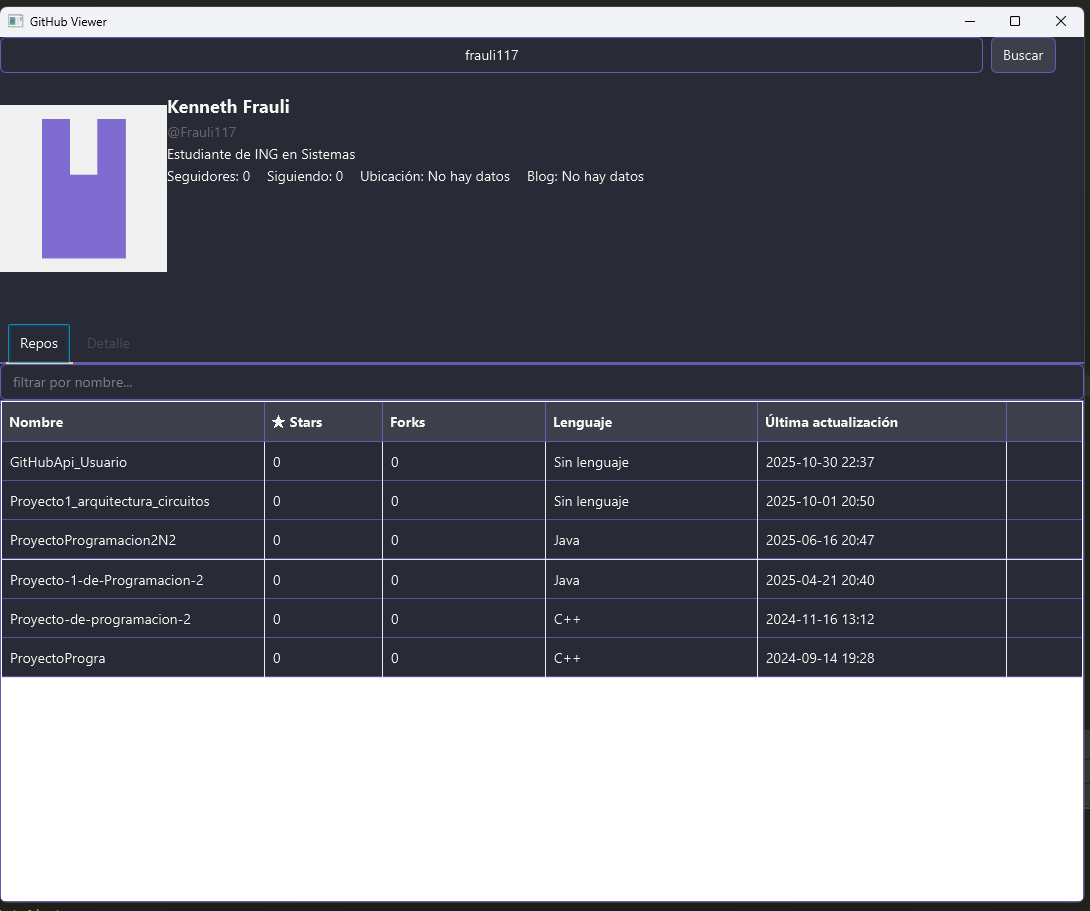 GitHub Viewer
frauli117 Buscar
Kenneth Frauli
@Frauli117
Estudiante de ING en Sistemas
Seguidores: 0 Siguiendo: 0 Ubicación: No hay datos Blog: No hay datos
Repos Detalle
filtrar por nombre...
Nombre ★ Stars Forks Lenguaje Última actualización
GitHubApi_Usuario 0 0 Sin lenguaje 2025-10-30 22:37
Proyecto1_arquitectura_circuitos 0 0 Sin lenguaje 2025-10-01 20:50
ProyectoProgramacion2N2 0 0 Java 2025-06-16 20:47
Proyecto-1-de-Programacion-2 0 0 Java 2025-04-21 20:40
Proyecto-de-programacion-2 0 0 C++ 2024-11-16 13:12
ProyectoProgra 0 0 C++ 2024-09-14 19:28